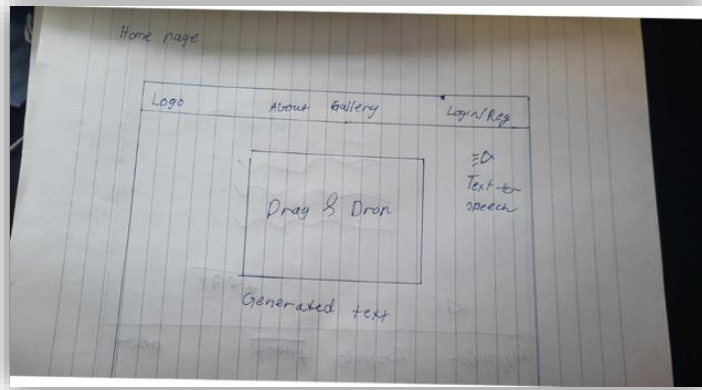 Home page
Logo About Gallery Login/Reg
Text-to-
speech
Drag & Drop
Generated text